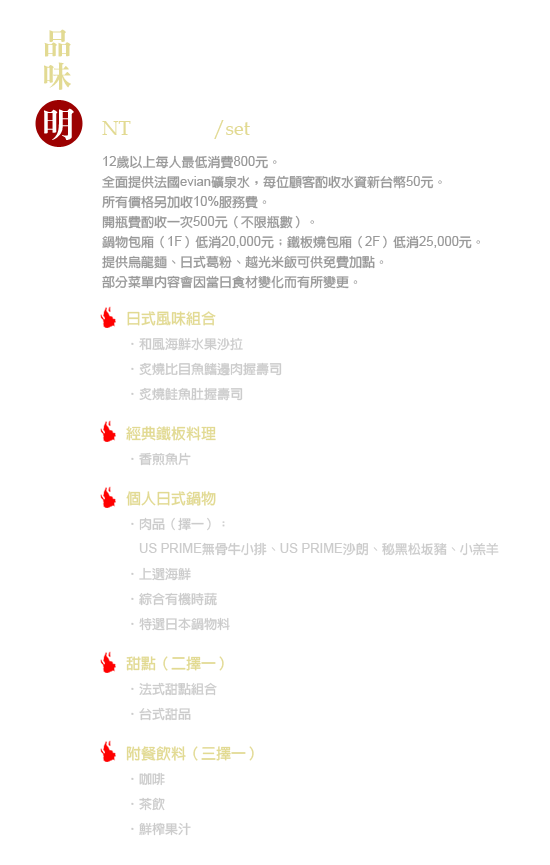 品味
明
NT /set
12歲以上每人最低消費800元。
全面提供法國evian礦泉水，每位顧客酌收水資新台幣50元。
所有價格另加收10%服務費。
開瓶費酌收一次500元（不限瓶數）。
鍋物包廂（1F）低消20,000元；鐵板燒包廂（2F）低消25,000元。
提供烏龍麵、日式葛粉、越光米飯可供免費加點。
部分菜單內容會因當日食材變化而有所變更。
日式風味組合
・和風海鮮水果沙拉
・炙燒比目魚鰭邊肉握壽司
・炙燒鮭魚肚握壽司
經典鐵板料理
・香煎魚片
個人日式鍋物
・肉品（擇一）：
US PRIME無骨牛小排、US PRIME沙朗、秘黑松坂豬、小羔羊
・上選海鮮
・綜合有機時蔬
・特選日本鍋物料
甜點（二擇一）
・法式甜點組合
・台式甜品
附餐飲料（三擇一）
・咖啡
・茶飲
・鮮榨果汁